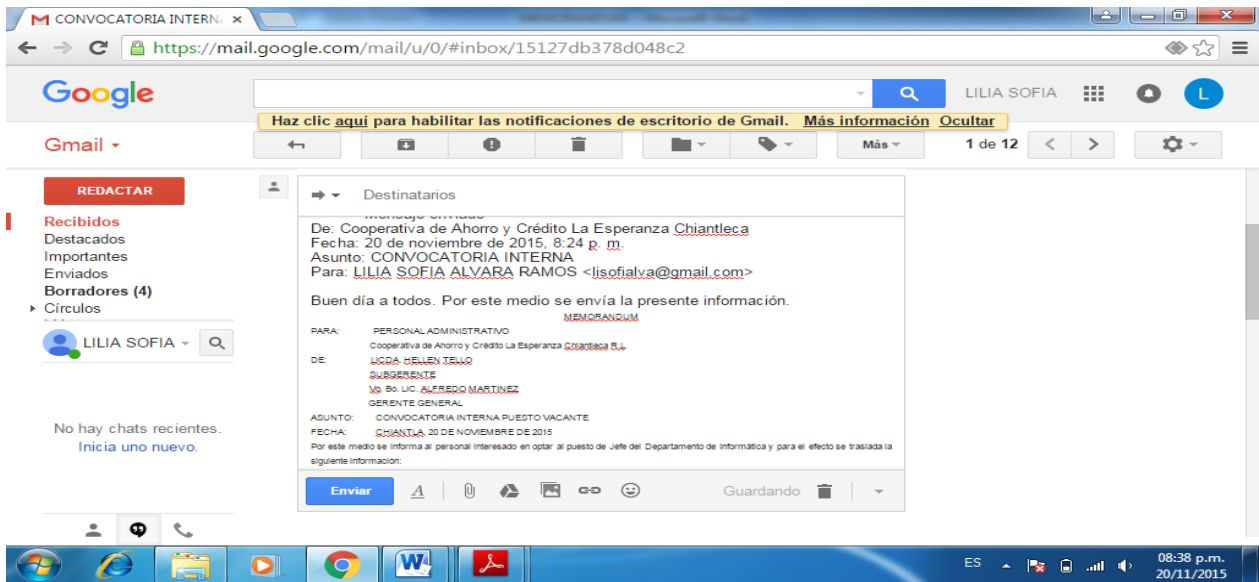 CONVOCATORIA INTERN
https://mail.google.com/mail/u/0/#inbox/15127db378d048c2
Google
LILIA SOFIA
L
Haz clic aquí para habilitar las notificaciones de escritorio de Gmail. Más información Ocultar
Gmail
Más
1 de 12
REDACTAR
Recibidos
Destacados
Importantes
Enviados
Borradores (4)
Círculos
LILIA SOFIA
No hay chats recientes.
Inicia uno nuevo.
Destinatarios
Mensaje enviado
De: Cooperativa de Ahorro y Crédito La Esperanza Chiantleca
Fecha: 20 de noviembre de 2015, 8:24 p. m.
Asunto: CONVOCATORIA INTERNA
Para: LILIA SOFIA ALVARA RAMOS <lisofialva@gmail.com>
Buen día a todos. Por este medio se envía la presente información.
MEMORANDUM
PARA: PERSONAL ADMINISTRATIVO
Cooperativa de Ahorro y Crédito La Esperanza Chiantleca R.L.
DE: LICDA. HELLEN TELLO
SUBGERENTE
Vo. Bo. LIC. ALFREDO MARTINEZ
GERENTE GENERAL
ASUNTO: CONVOCATORIA INTERNA PUESTO VACANTE
FECHA: CHIANTLA, 20 DE NOVIEMBRE DE 2015
Por este medio se informa al personal interesado en optar al puesto de Jefe del Departamento de Informática y para el efecto se traslada la
siguiente información:
Enviar
Guardando
ES
08:38 p.m.
20/11/2015